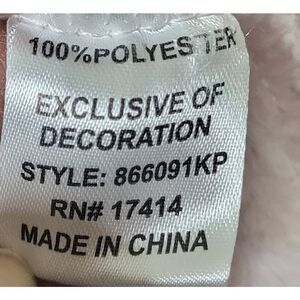 100%POLYESTER
EXCLUSIVE OF
DECORATION
STYLE: 866091KP
RN# 17414
MADE IN CHINA